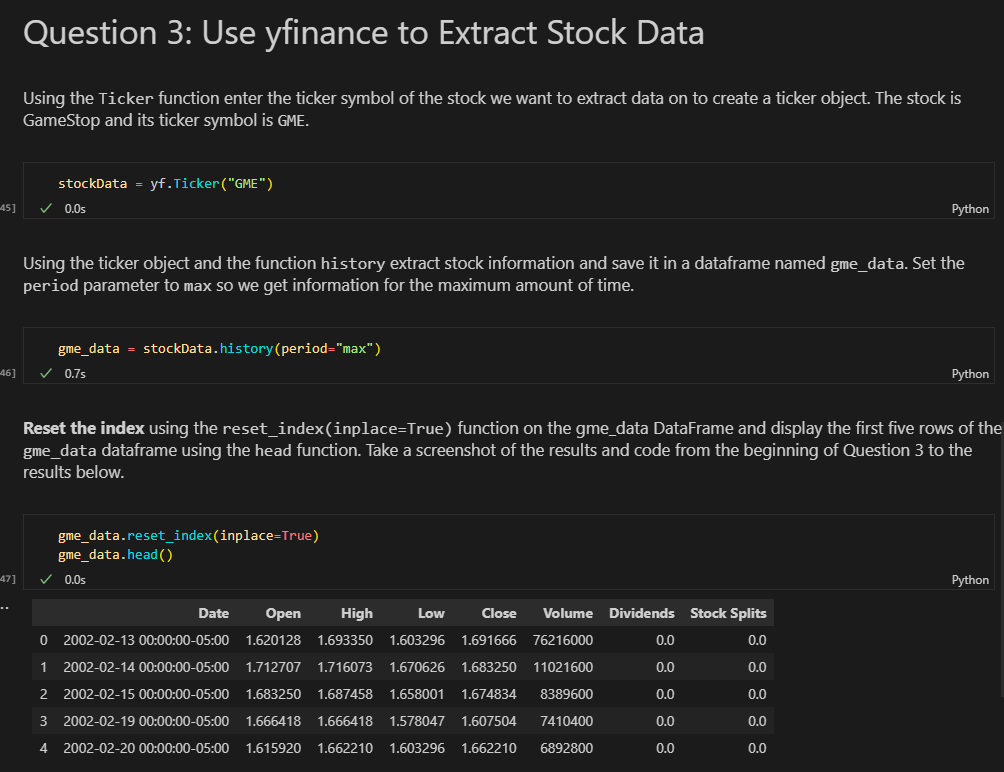 Question 3: Use yfinance to Extract Stock Data
Using the Ticker function enter the ticker symbol of the stock we want to extract data on to create a ticker object. The stock is
GameStop and its ticker symbol is GME.
stockData = yf.Ticker("GME")
45] ✓ 0.0s Python
Using the ticker object and the function history extract stock information and save it in a dataframe named gme_data. Set the
period parameter to max so we get information for the maximum amount of time.
gme_data = stockData.history(period="max")
46] ✓ 0.7s Python
Reset the index using the reset_index(inplace=True) function on the gme_data DataFrame and display the first five rows of the
gme_data dataframe using the head function. Take a screenshot of the results and code from the beginning of Question 3 to the
results below.
gme_data.reset_index(inplace=True)
gme_data.head()
47] ✓ 0.0s Python
..
Date Open High Low Close Volume Dividends Stock Splits
0 2002-02-13 00:00:00-05:00 1.620128 1.693350 1.603296 1.691666 76216000 0.0 0.0
1 2002-02-14 00:00:00-05:00 1.712707 1.716073 1.670626 1.683250 11021600 0.0 0.0
2 2002-02-15 00:00:00-05:00 1.683250 1.687458 1.658001 1.674834 8389600 0.0 0.0
3 2002-02-19 00:00:00-05:00 1.666418 1.666418 1.578047 1.607504 7410400 0.0 0.0
4 2002-02-20 00:00:00-05:00 1.615920 1.662210 1.603296 1.662210 6892800 0.0 0.0